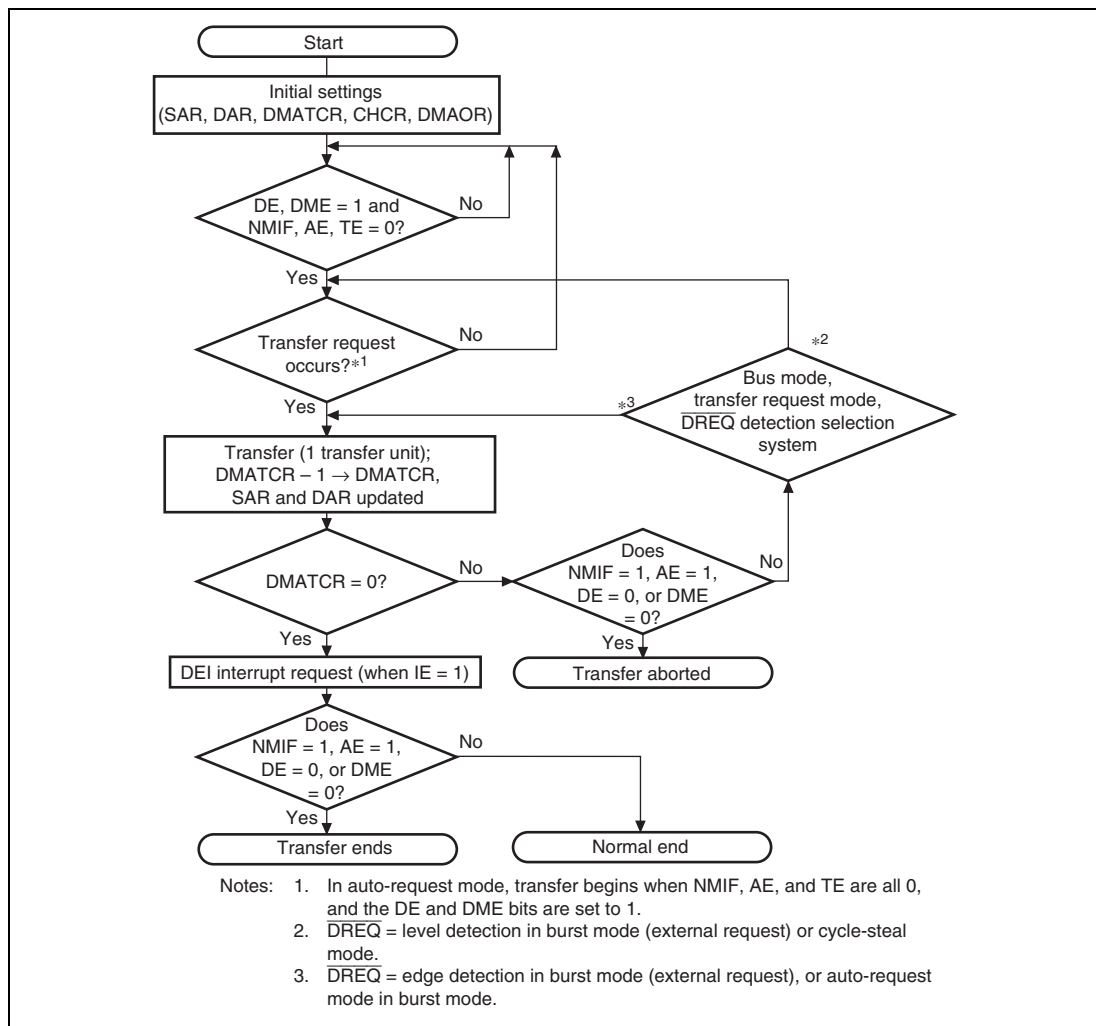 Start
Initial settings
(SAR, DAR, DMATCR, CHCR, DMAOR)
DE, DME = 1 and
NMIF, AE, TE = 0?
No
Yes
Transfer request
occurs?*1
No
Yes
*2
Bus mode,
transfer request mode,
DREQ detection selection
system
*3
Transfer (1 transfer unit);
DMATCR – 1 → DMATCR,
SAR and DAR updated
DMATCR = 0?
No
Yes
Does
NMIF = 1, AE = 1,
DE = 0, or DME
= 0?
No
Yes
Transfer aborted
DEI interrupt request (when IE = 1)
Does
NMIF = 1, AE = 1,
DE = 0, or DME
= 0?
No
Yes
Transfer ends
Normal end
Notes: 1. In auto-request mode, transfer begins when NMIF, AE, and TE are all 0,
and the DE and DME bits are set to 1.
2. DREQ = level detection in burst mode (external request) or cycle-steal
mode.
3. DREQ = edge detection in burst mode (external request), or auto-request
mode in burst mode.